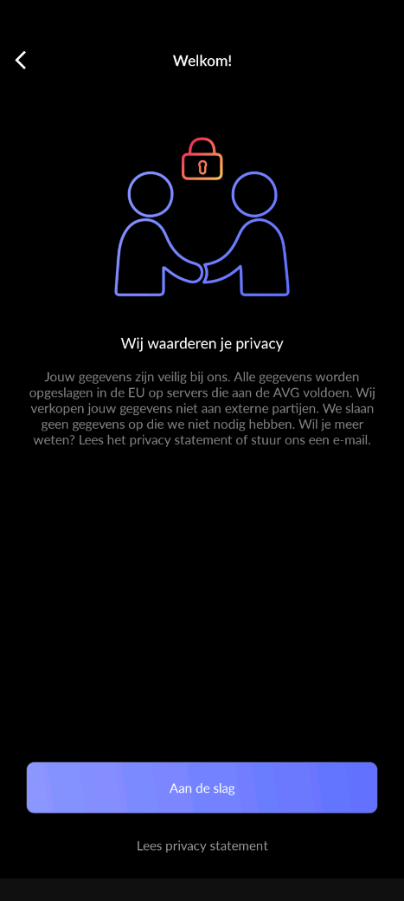 Welkom!
Wij waarderen je privacy
Jouw gegevens zijn veilig bij ons. Alle gegevens worden
opgeslagen in de EU op servers die aan de AVG voldoen. Wij
verkopen jouw gegevens niet aan externe partijen. We slaan
geen gegevens op die we niet nodig hebben. Wil je meer
weten? Lees het privacy statement of stuur ons een e-mail.
Aan de slag
Lees privacy statement